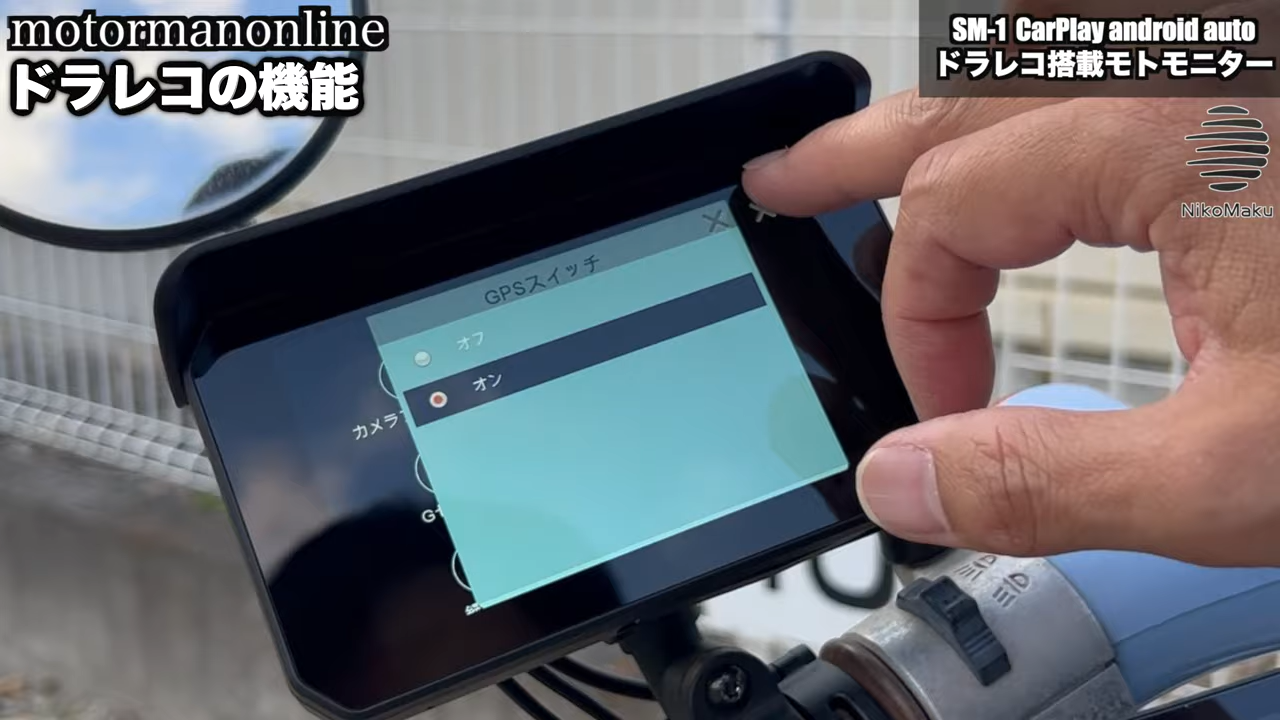 motormanonline
ドラレコの機能
SM-1 CarPlay android auto
ドラレコ搭載モトモニター
NikoMaku
GPSスイッチ
オフ
オン
カメラ
G